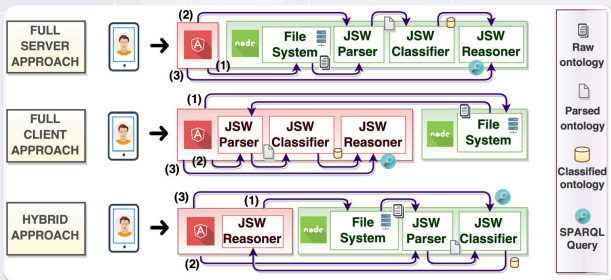 FULL
SERVER
APPROACH
(2)
(1)
(3)
node
File
System
JSW
Parser
JSW
Classifier
JSW
Reasoner
FULL
CLIENT
APPROACH
(1)
(2)
(3)
JSW
Parser
JSW
Classifier
JSW
Reasoner
node
File
System
HYBRID
APPROACH
(3)
(1)
(2)
JSW
Reasoner
node
File
System
JSW
Parser
JSW
Classifier
Raw
ontology
Parsed
ontology
Classified
ontology
SPARQL
Query